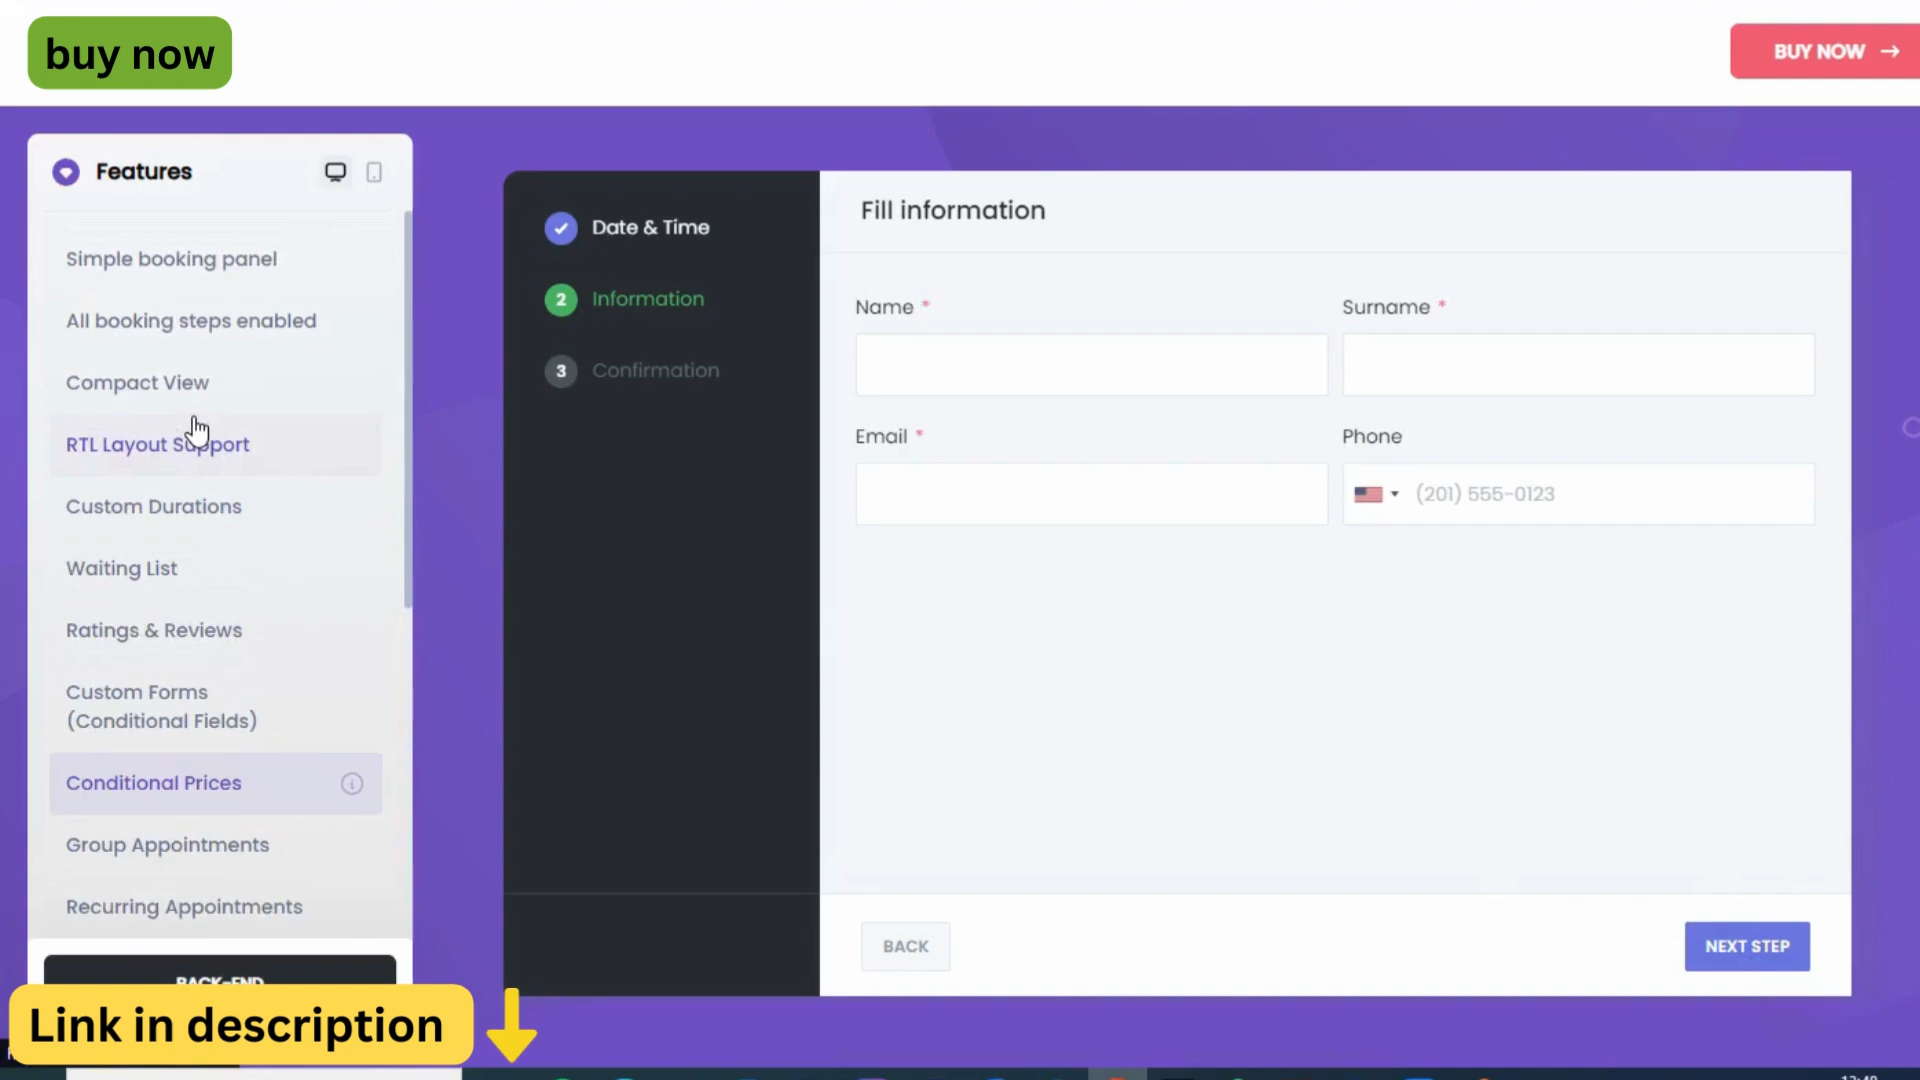 buy now
BUY NOW
Features
Simple booking panel
All booking steps enabled
Compact View
RTL Layout Support
Custom Durations
Waiting List
Ratings & Reviews
Custom Forms
(Conditional Fields)
Conditional Prices
Group Appointments
Recurring Appointments
BACK-END
Link in description
Date & Time
2 Information
3 Confirmation
Fill information
Name *
Surname *
Email *
Phone
(201) 555-0123
BACK
NEXT STEP